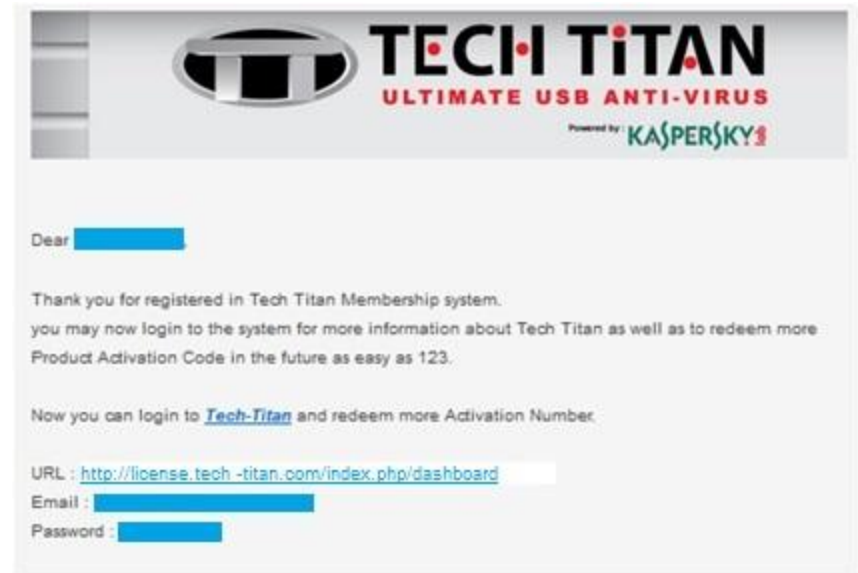 TECH TiTAN
ULTIMATE USB ANTI-VIRUS
Powered by : KASPERSKY
Dear ,
Thank you for registered in Tech Titan Membership system.
you may now login to the system for more information about Tech Titan as well as to redeem more
Product Activation Code in the future as easy as 123.
Now you can login to Tech-Titan and redeem more Activation Number.
URL : http://license.tech -titan.com/index.php/dashboard
Email :
Password :